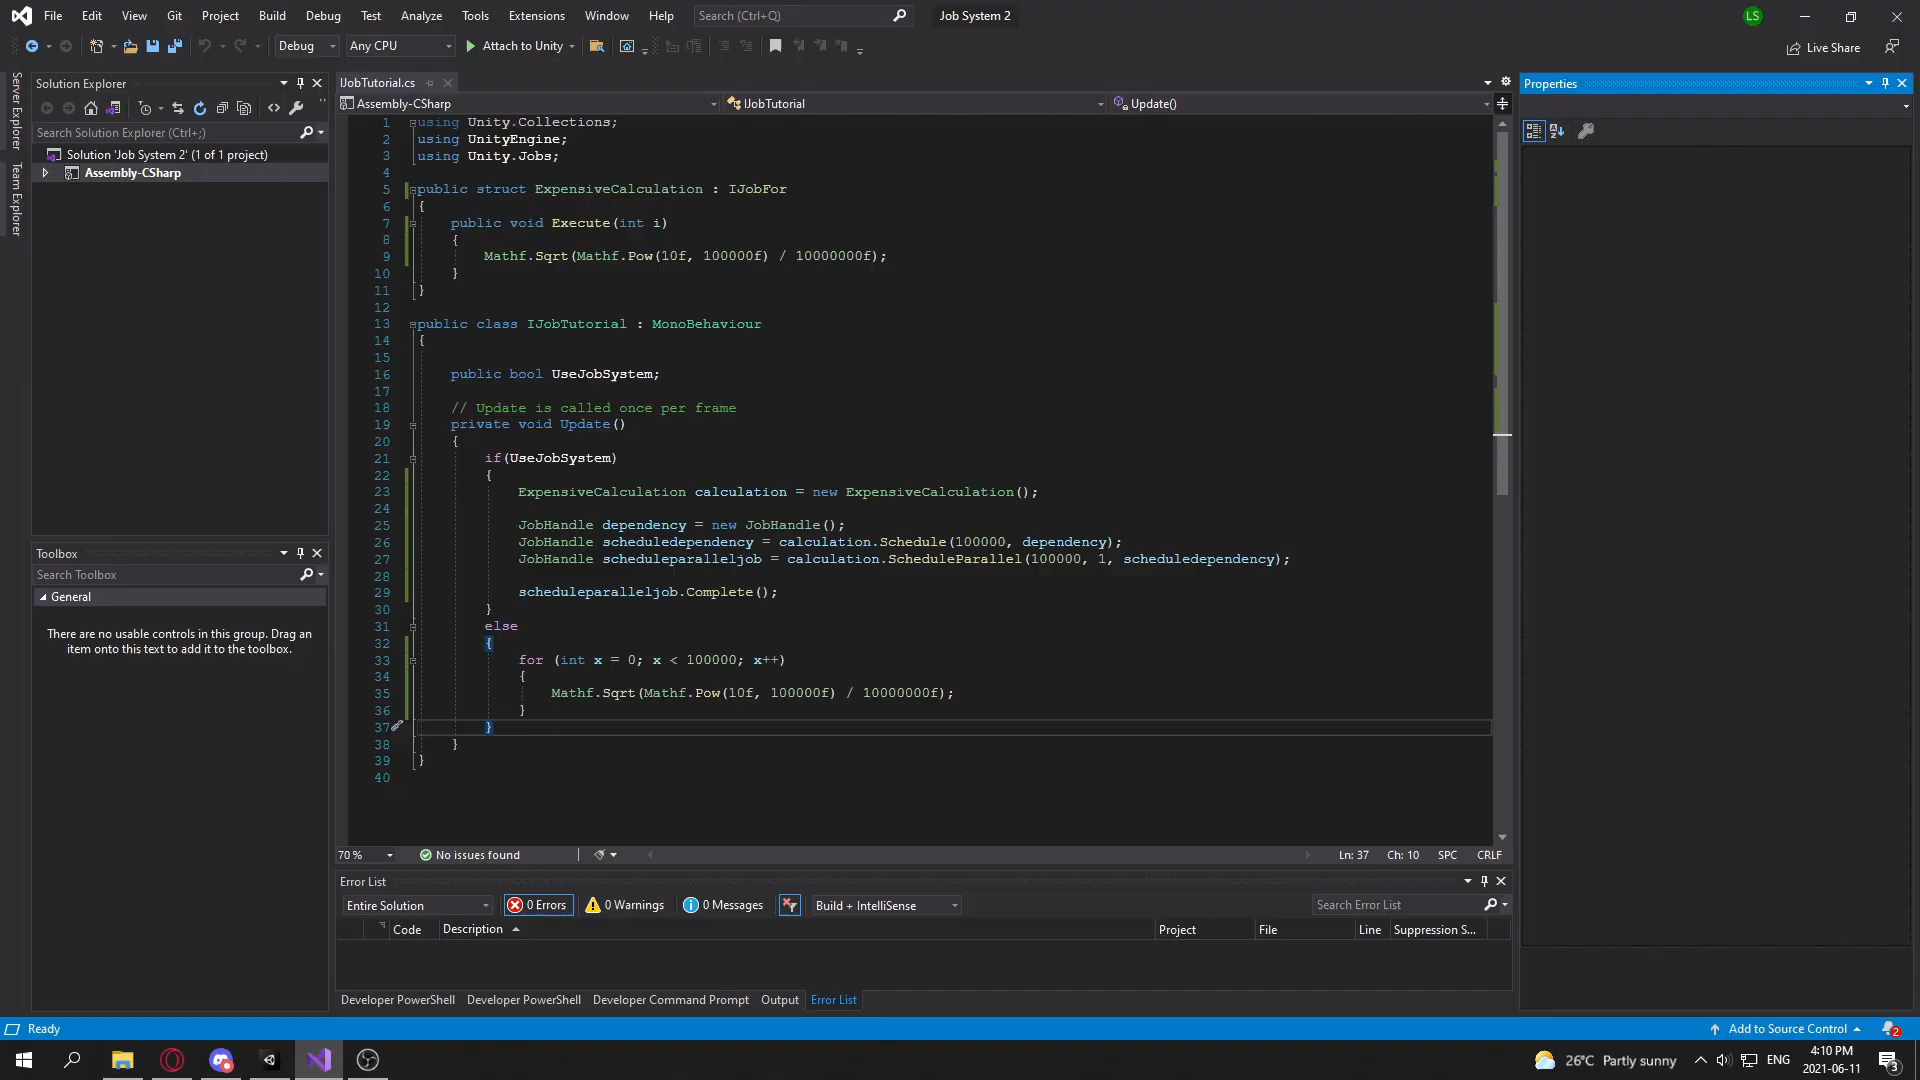 File Edit View Git Project Build Debug Test Analyze Tools Extensions Window Help Search (Ctrl+Q) Job System 2 LS
Debug Any CPU Attach to Unity Live Share
Server Explorer
Team Explorer
Solution Explorer
Search Solution Explorer (Ctrl+;)
Solution 'Job System 2' (1 of 1 project)
Assembly-CSharp
Toolbox
Search Toolbox
General
There are no usable controls in this group. Drag an
item onto this text to add it to the toolbox.
IJobTutorial.cs
Assembly-CSharp IJobTutorial Update()
1 using Unity.Collections;
2 using UnityEngine;
3 using Unity.Jobs;
4
5 public struct ExpensiveCalculation : IJobFor
6 {
7 public void Execute(int i)
8 {
9 Mathf.Sqrt(Mathf.Pow(10f, 100000f) / 10000000f);
10 }
11 }
12
13 public class IJobTutorial : MonoBehaviour
14 {
15
16 public bool UseJobSystem;
17
18 // Update is called once per frame
19 private void Update()
20 {
21 if(UseJobSystem)
22 {
23 ExpensiveCalculation calculation = new ExpensiveCalculation();
24
25 JobHandle dependency = new JobHandle();
26 JobHandle scheduledependency = calculation.Schedule(100000, dependency);
27 JobHandle scheduleparalleljob = calculation.ScheduleParallel(100000, 1, scheduledependency);
28
29 scheduleparalleljob.Complete();
30 }
31 else
32 {
33 for (int x = 0; x < 100000; x++)
34 {
35 Mathf.Sqrt(Mathf.Pow(10f, 100000f) / 10000000f);
36 }
37 }
38 }
39 }
40
70 % No issues found Ln: 37 Ch: 10 SPC CRLF
Error List
Entire Solution 0 Errors 0 Warnings 0 Messages Build + IntelliSense Search Error List
Code Description Project File Line Suppression S...
Developer PowerShell Developer PowerShell Developer Command Prompt Output Error List
Properties
Ready Add to Source Control 2
26°C Partly sunny ENG 4:10 PM
2021-06-11 3